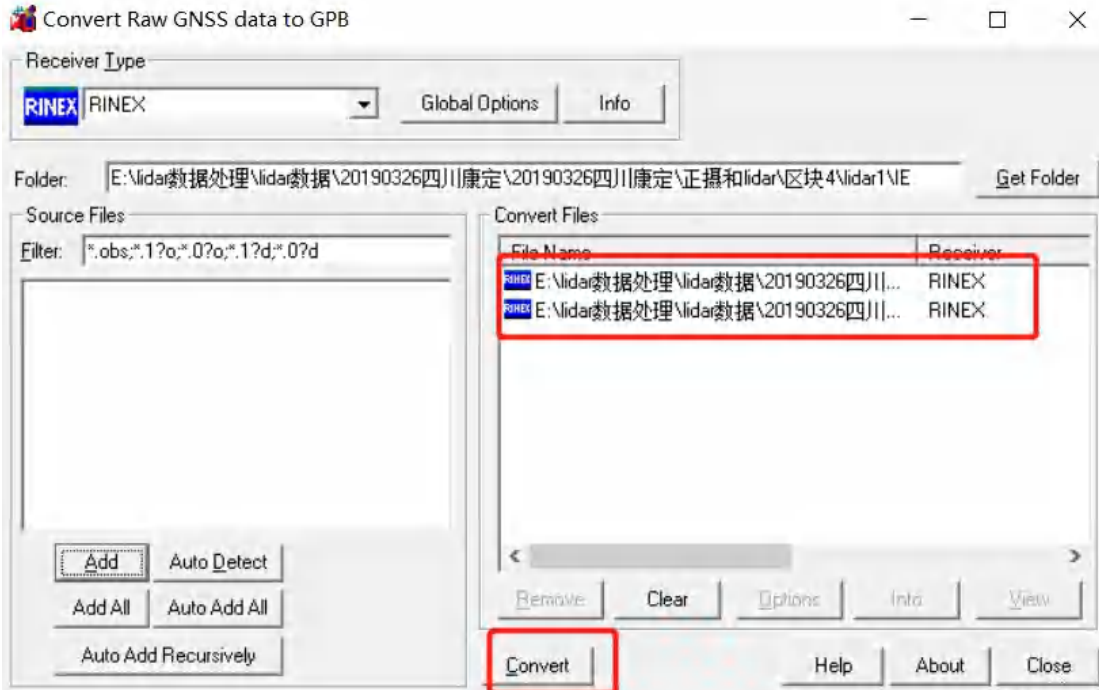 Convert Raw GNSS data to GPB
Receiver Type
RINEX RINEX Global Options Info
Folder: E:\lidar数据处理\lidar数据\20190326四川康定\20190326四川康定\正摄和lidar\区块4\lidar1\IE Get Folder
Source Files
Filter: *.obs;*.1?o;*.0?o;*.1?d;*.0?d
Add Auto Detect
Add All Auto Add All
Auto Add Recursively
Convert Files
File Name Receiver
RINEX E:\lidar数据处理\lidar数据\20190326四川... RINEX
RINEX E:\lidar数据处理\lidar数据\20190326四川... RINEX
Remove Clear Options Info View
Convert Help About Close